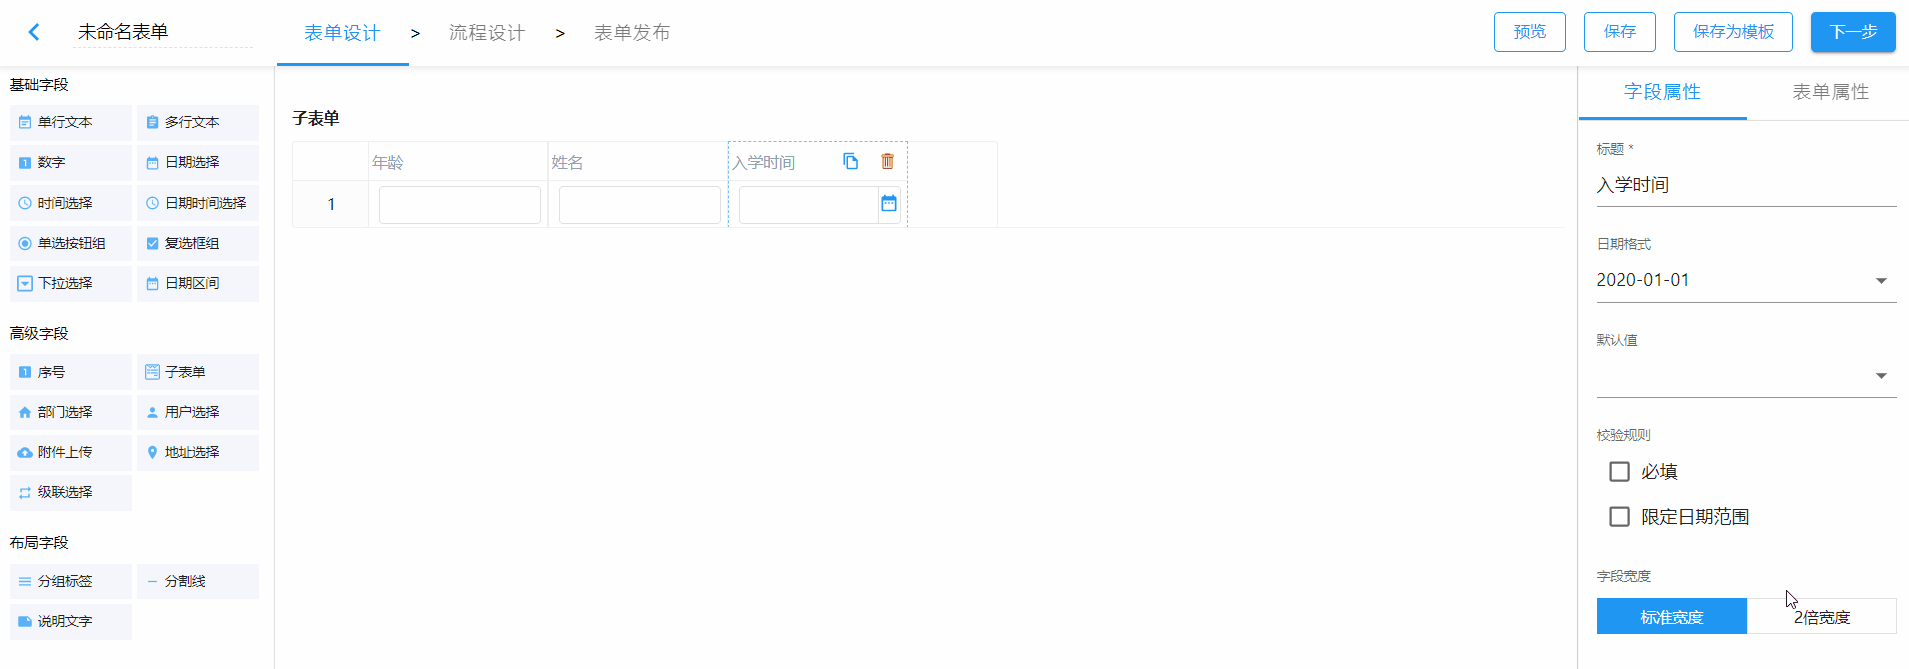 未命名表单
表单设计 > 流程设计 > 表单发布
预览 保存 保存为模板 下一步
基础字段
单行文本 多行文本
数字 日期选择
时间选择 日期时间选择
单选按钮组 复选框组
下拉选择 日期区间
高级字段
序号 子表单
部门选择 用户选择
附件上传 地址选择
级联选择
布局字段
分组标签 分割线
说明文字
子表单
年龄 姓名 入学时间
1
字段属性 表单属性
标题 *
入学时间
日期格式
2020-01-01
默认值
校验规则
必填
限定日期范围
字段宽度
标准宽度 2倍宽度